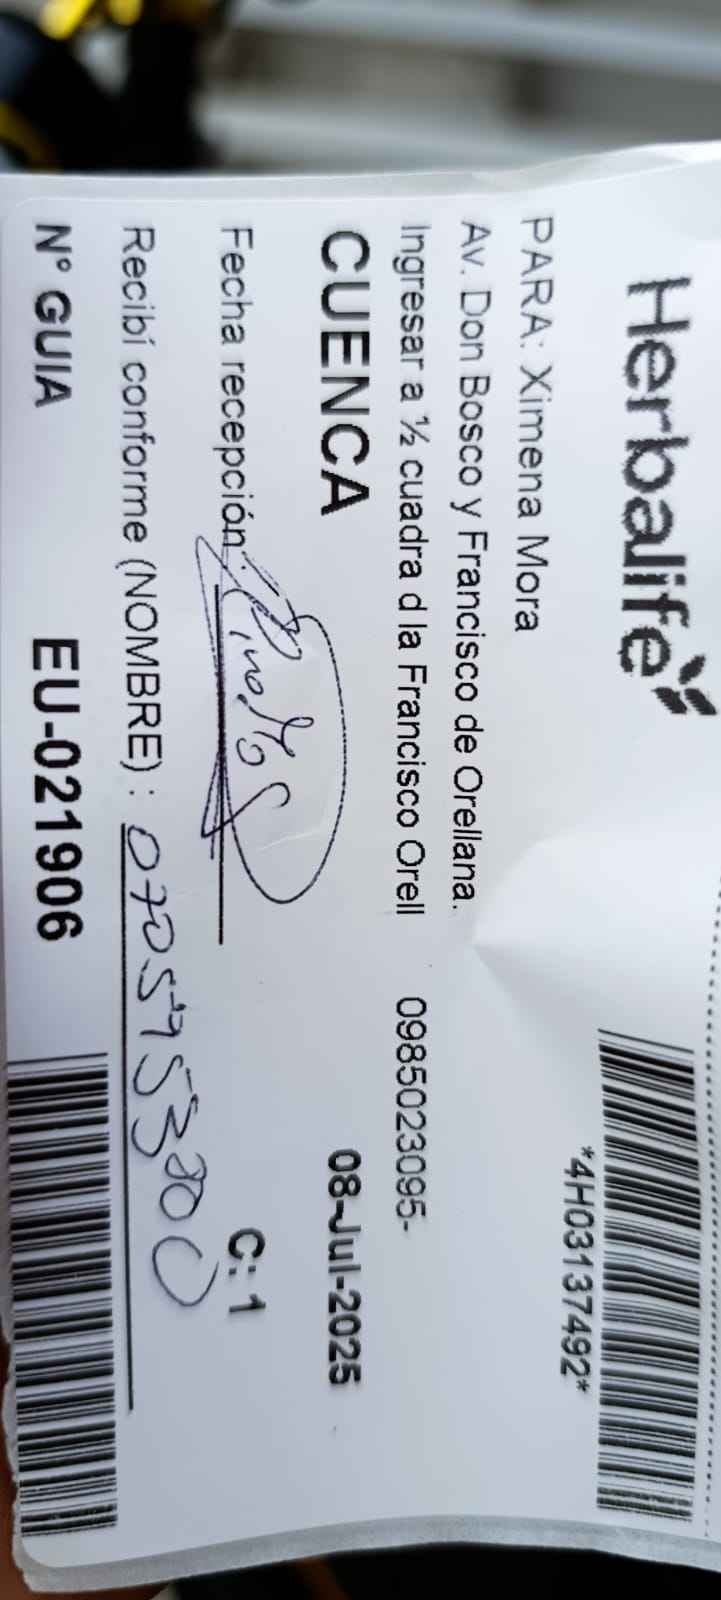 Herbalife
*4H03137492*
PARA: Ximena Mora
Av. Don Bosco y Francisco de Orellana.
Ingresar a ½ cuadra d la Francisco Orell 0985023095-
CUENCA 08-Jul-2025
Fecha recepción:
C: 1
Recibí conforme (NOMBRE) :
N° GUIA EU-021906